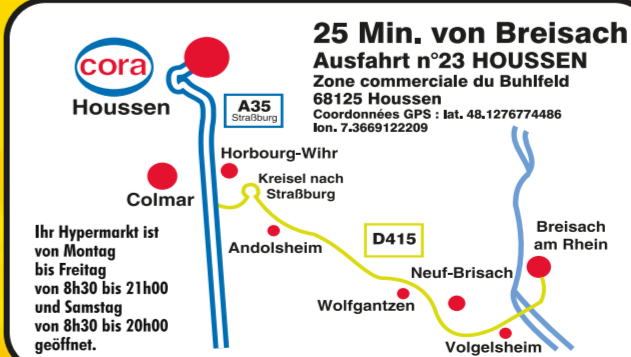 25 Min. von Breisach
Ausfahrt n°23 HOUSSEN
Zone commerciale du Buhlfeld
68125 Houssen
Coordonnées GPS : lat. 48.1276774486
lon. 7.3669122209
cora
Houssen
A35
Straßburg
Horbourg-Wihr
Kreisel nach
Straßburg
Colmar
Andolsheim
D415
Breisach
am Rhein
Neuf-Brisach
Wolfgantzen
Volgelsheim
Ihr Hypermarkt ist
von Montag
bis Freitag
von 8h30 bis 21h00
und Samstag
von 8h30 bis 20h00
geöffnet.